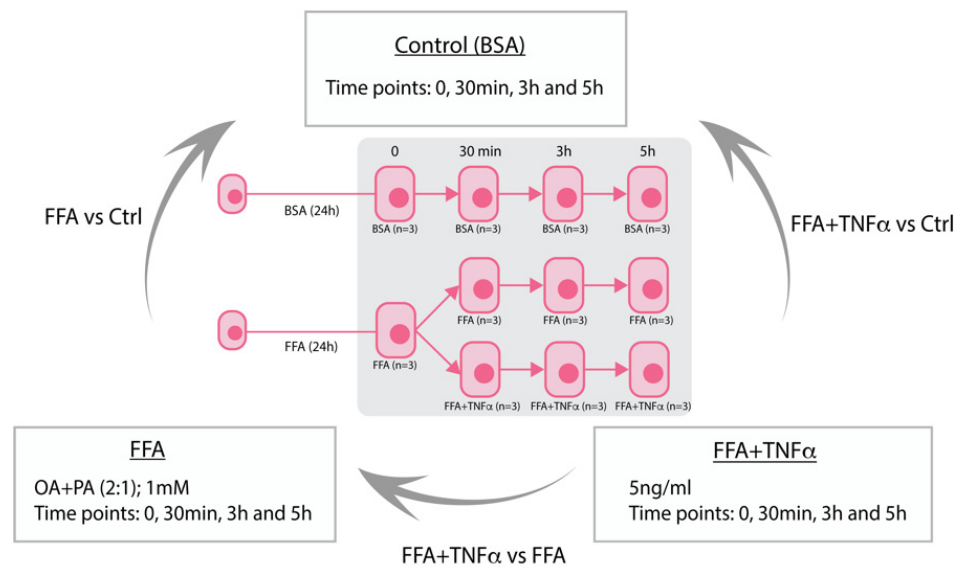 Control (BSA)
Time points: 0, 30min, 3h and 5h
FFA vs Ctrl
FFA+TNFα vs Ctrl
0 30 min 3h 5h
BSA (24h)
BSA (n=3) BSA (n=3) BSA (n=3) BSA (n=3)
FFA (n=3) FFA (n=3) FFA (n=3)
FFA (24h)
FFA (n=3)
FFA+TNFα (n=3) FFA+TNFα (n=3) FFA+TNFα (n=3)
FFA
OA+PA (2:1); 1mM
Time points: 0, 30min, 3h and 5h
FFA+TNFα
5ng/ml
Time points: 0, 30min, 3h and 5h
FFA+TNFα vs FFA